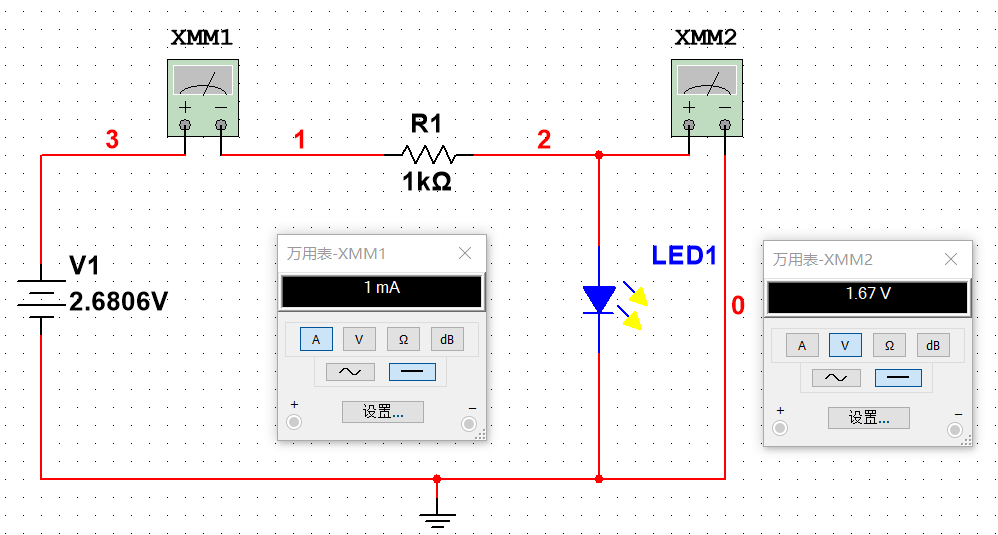 XMM1
XMM2
+ −
+ −
3
1
R1
1kΩ
2
V1
2.6806V
LED1
0
万用表-XMM1
1 mA
A V Ω dB
+
设置...
−
万用表-XMM2
1.67 V
A V Ω dB
+
设置...
−